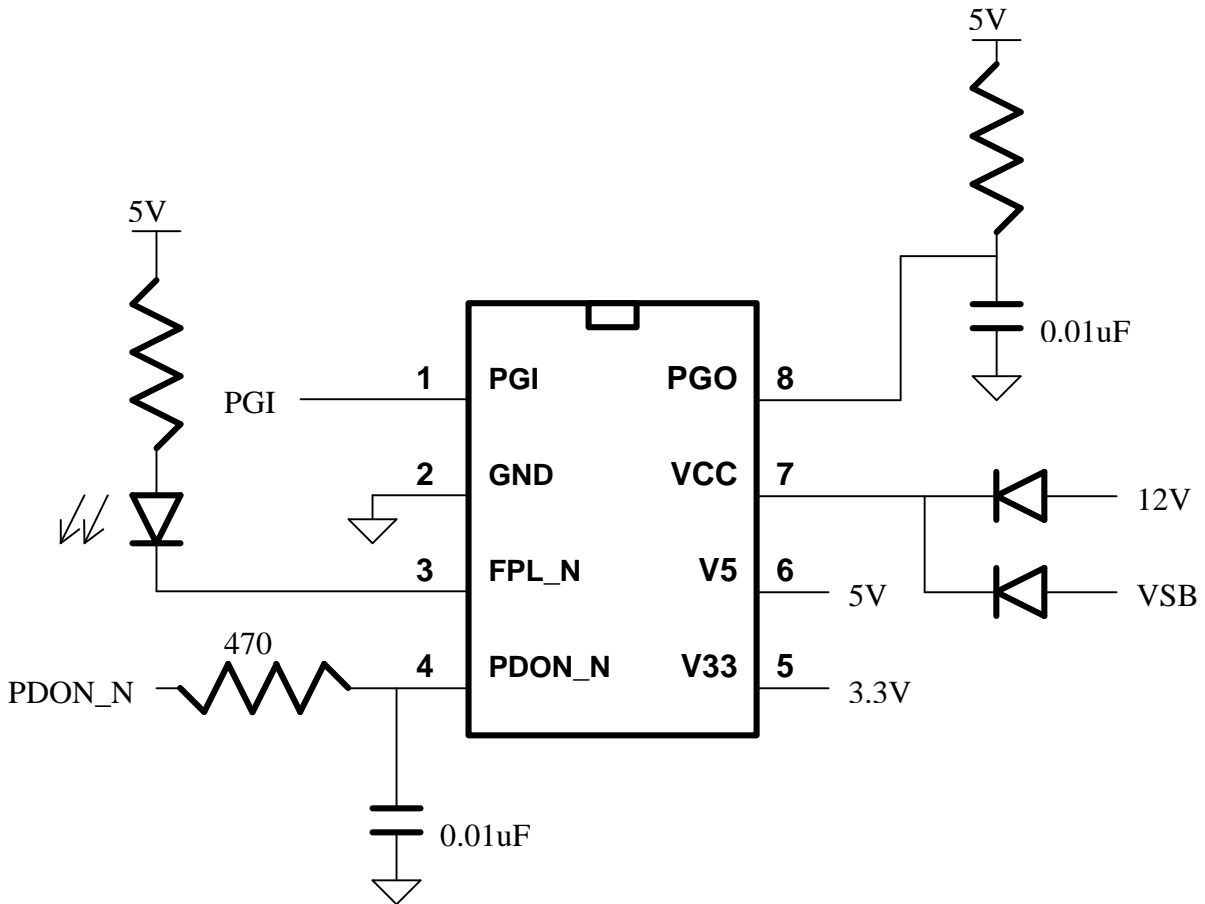 5V
5V
0.01uF
PGI
1
PGI
PGO
8
2
GND
VCC
7
12V
3
FPL_N
V5
6
5V
VSB
470
PDON_N
4
PDON_N
V33
5
3.3V
0.01uF